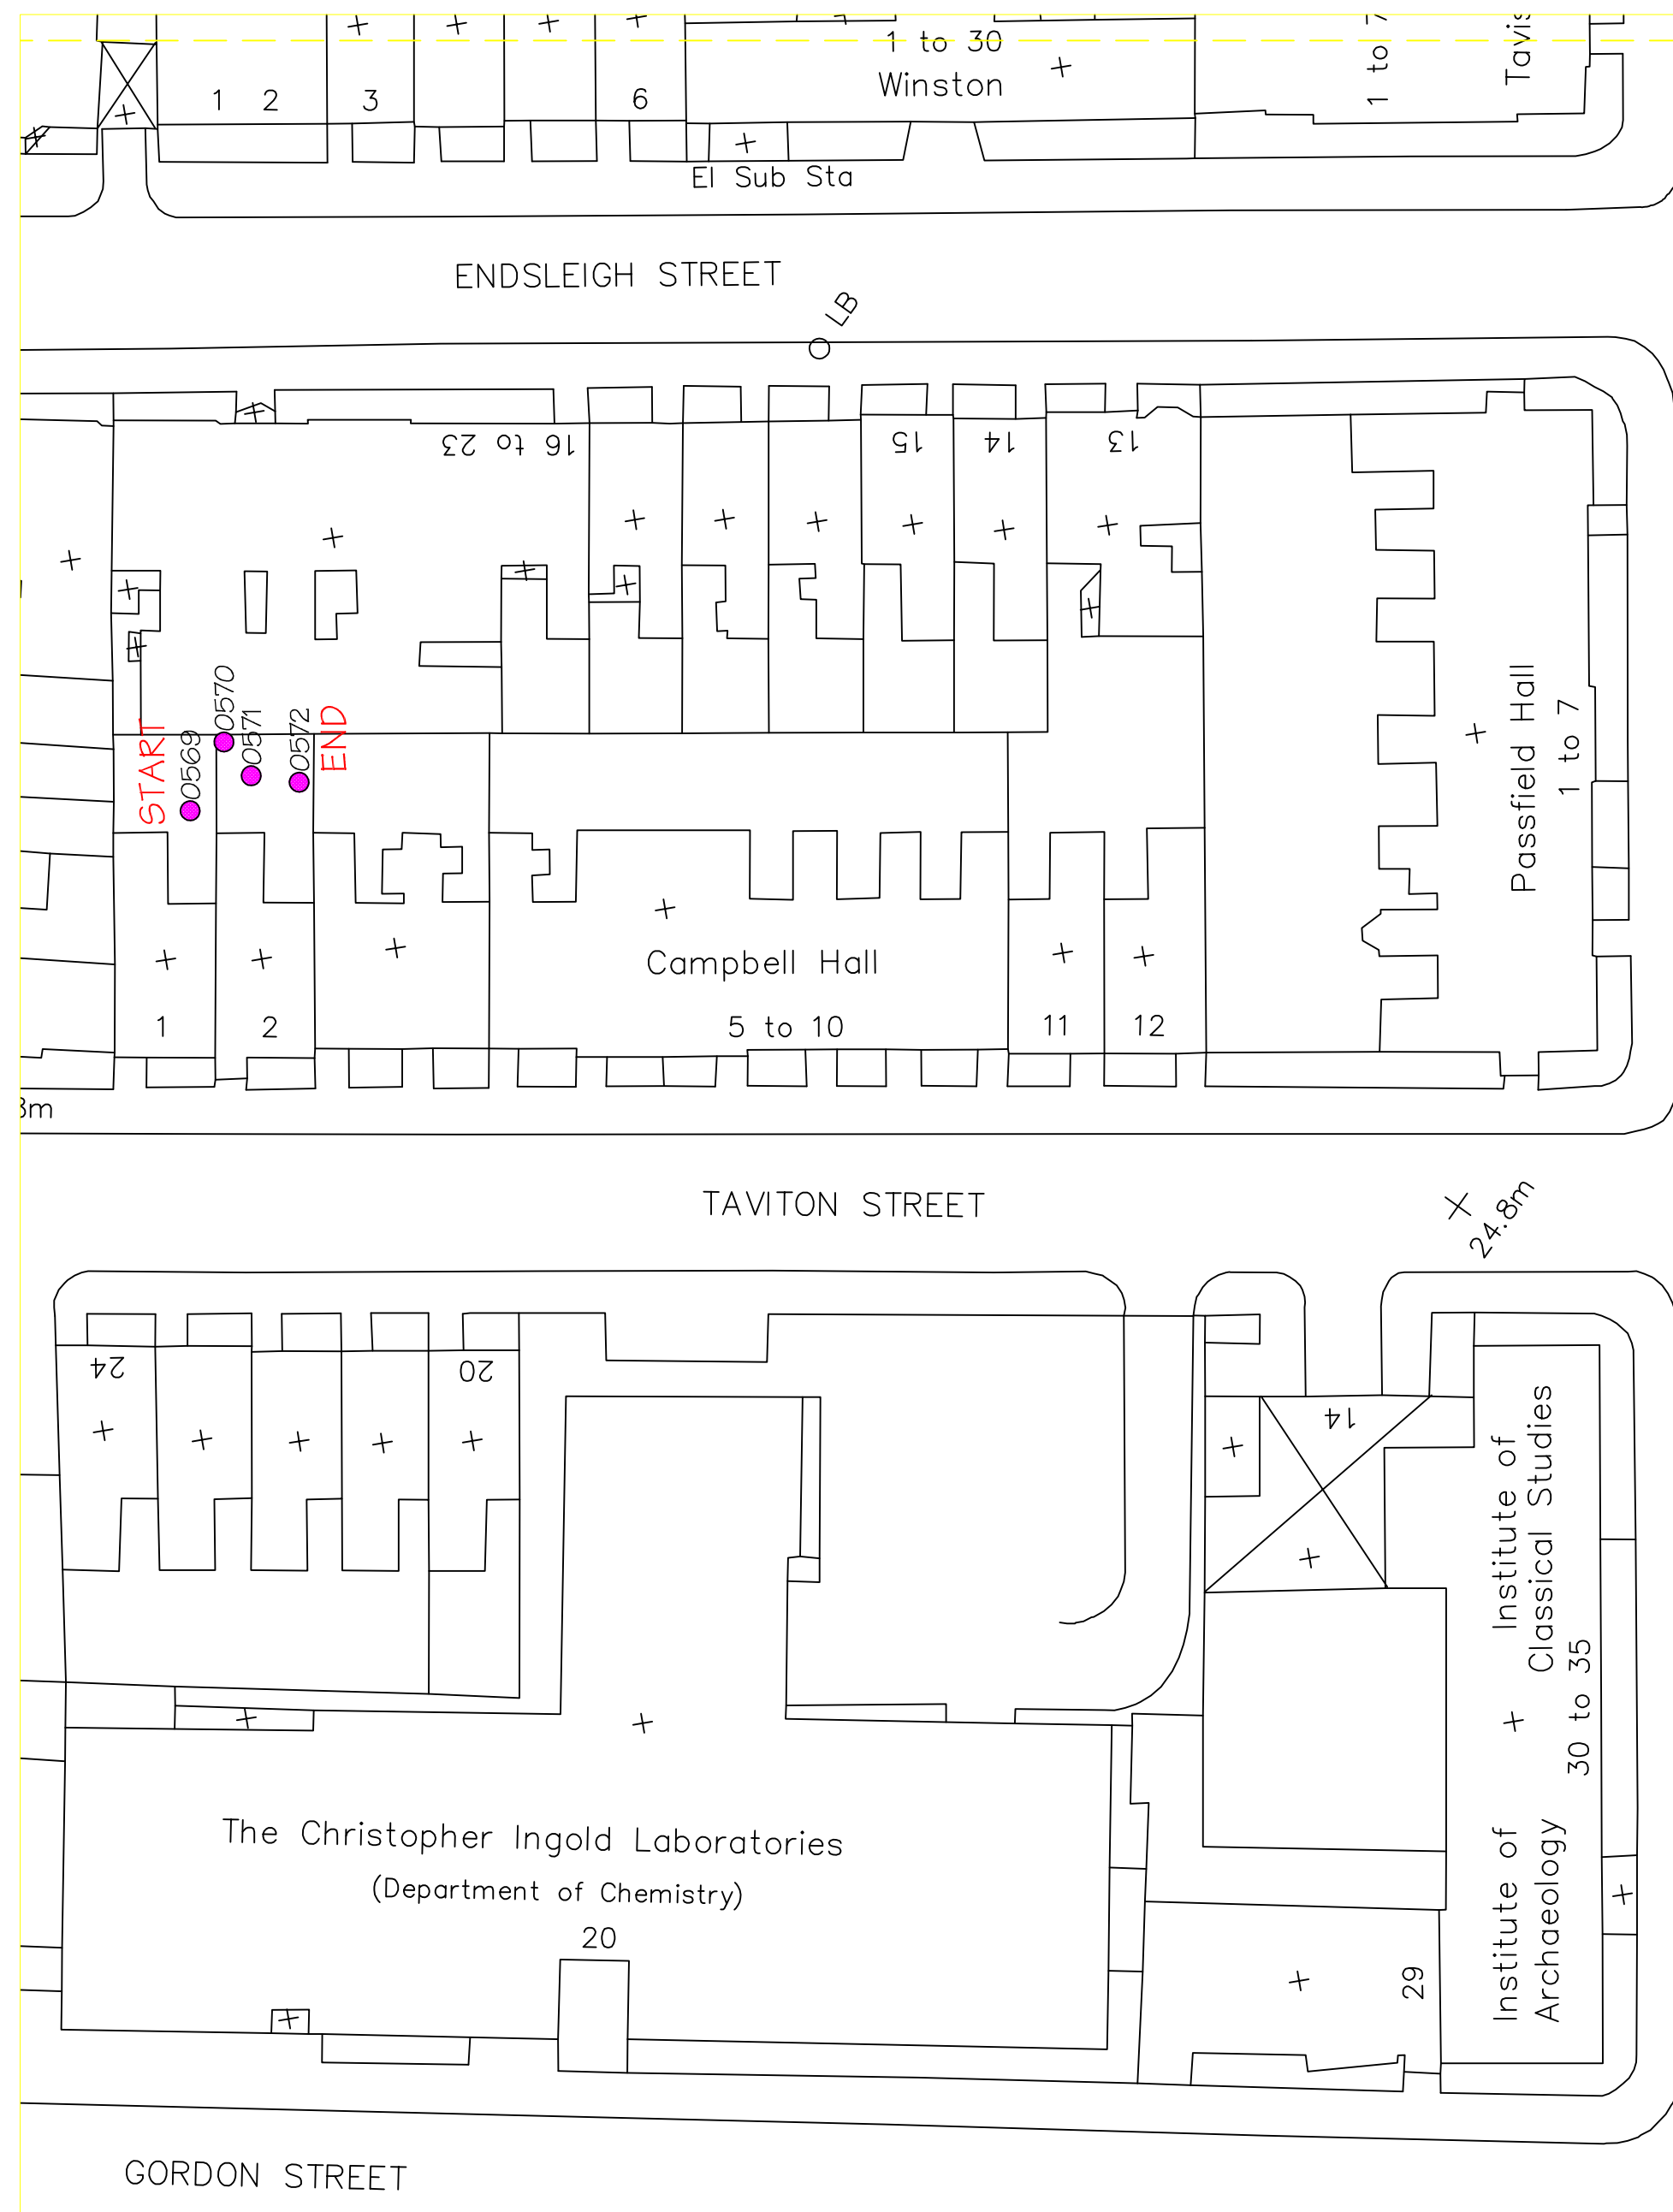 1 to 30
Winston
1 to 7
Tavis
1 2
3
6
El Sub Sta
ENDSLEIGH STREET
LB
16 to 23
15
14
13
START
0569
0570
0571
0572
END
Passfield Hall
1 to 7
Campbell Hall
1
2
5 to 10
11
12
3m
TAVITON STREET
24.8m
24
20
14
Institute of
Classical Studies
30 to 35
Institute of
Archaeology
The Christopher Ingold Laboratories
(Department of Chemistry)
20
29
GORDON STREET